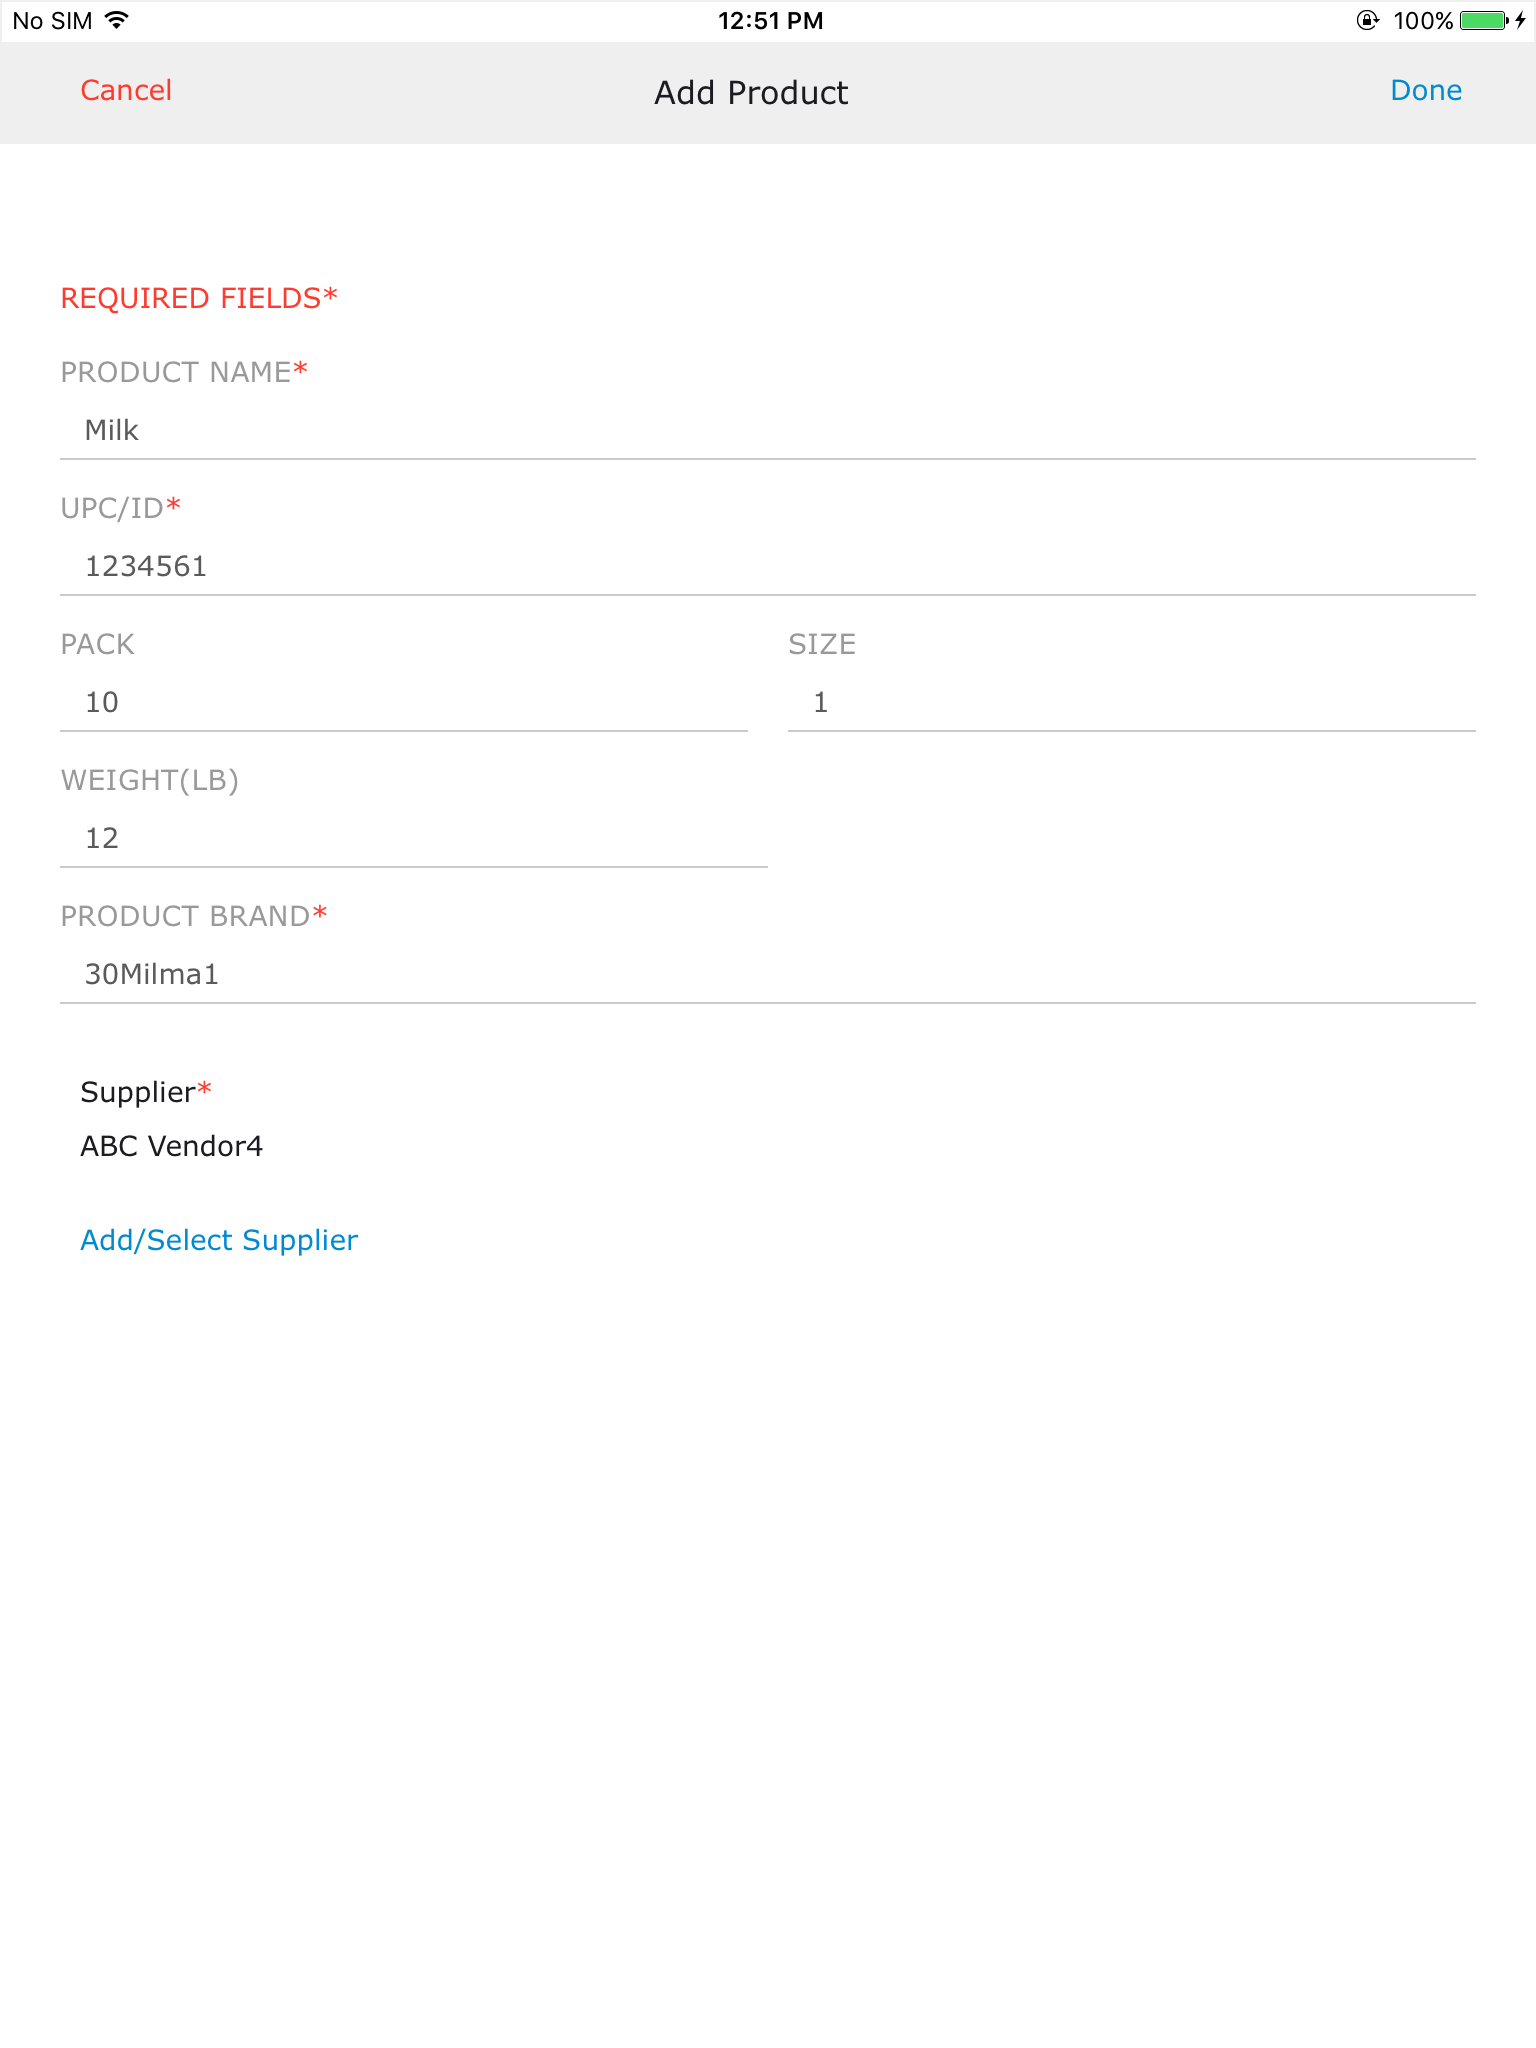 No SIM 12:51 PM 100%
Cancel Add Product Done
REQUIRED FIELDS*
PRODUCT NAME*
Milk
UPC/ID*
1234561
PACK SIZE
10 1
WEIGHT(LB)
12
PRODUCT BRAND*
30Milma1
Supplier*
ABC Vendor4
Add/Select Supplier